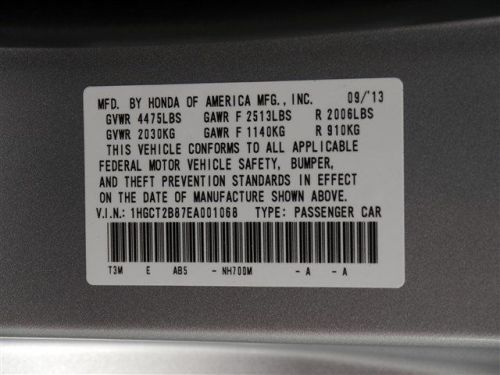 MFD. BY HONDA OF AMERICA MFG., INC. 09/'13
GVWR 4475LBS GAWR F 2513LBS R 2006LBS
GVWR 2030KG GAWR F 1140KG R 910KG
THIS VEHICLE CONFORMS TO ALL APPLICABLE
FEDERAL MOTOR VEHICLE SAFETY, BUMPER,
AND THEFT PREVENTION STANDARDS IN EFFECT
ON THE DATE OF MANUFACTURE SHOWN ABOVE.
V.I.N.: 1HGCT2B87EA001068 TYPE: PASSENGER CAR
T3M E AB5 -NH700M -A -A